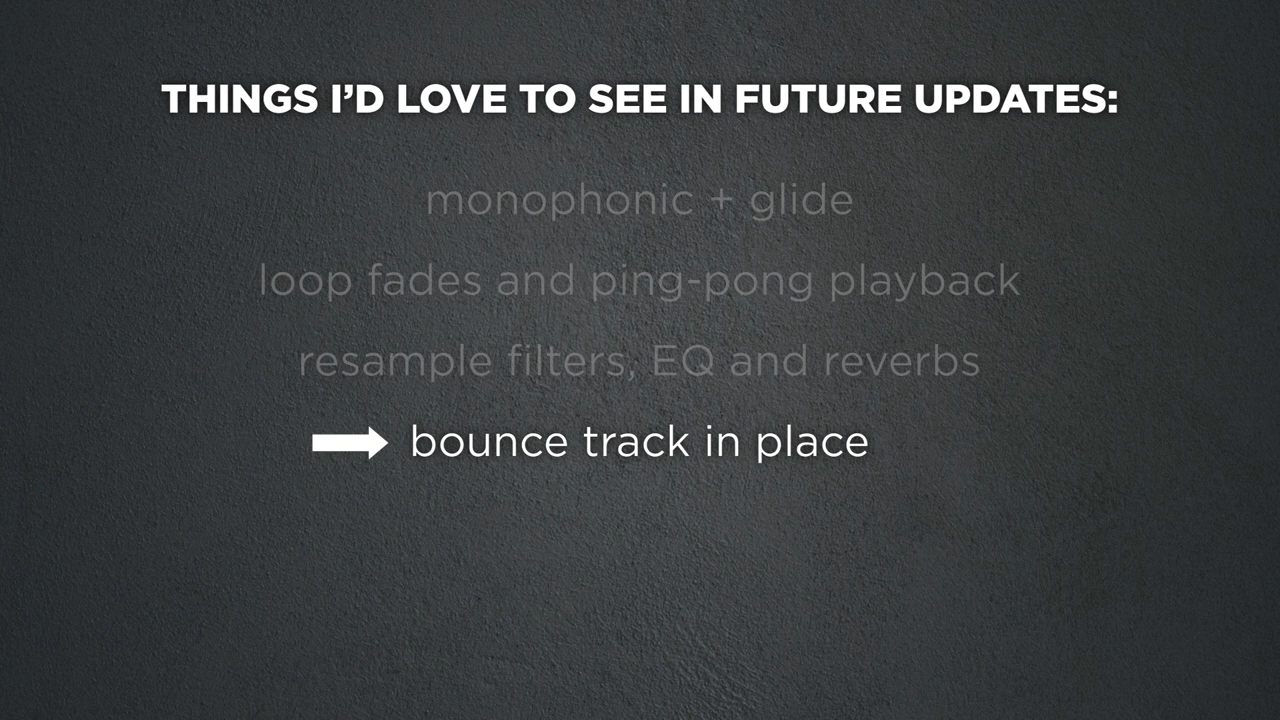 THINGS I’D LOVE TO SEE IN FUTURE UPDATES:
monophonic + glide
loop fades and ping-pong playback
resample filters, EQ and reverbs
bounce track in place